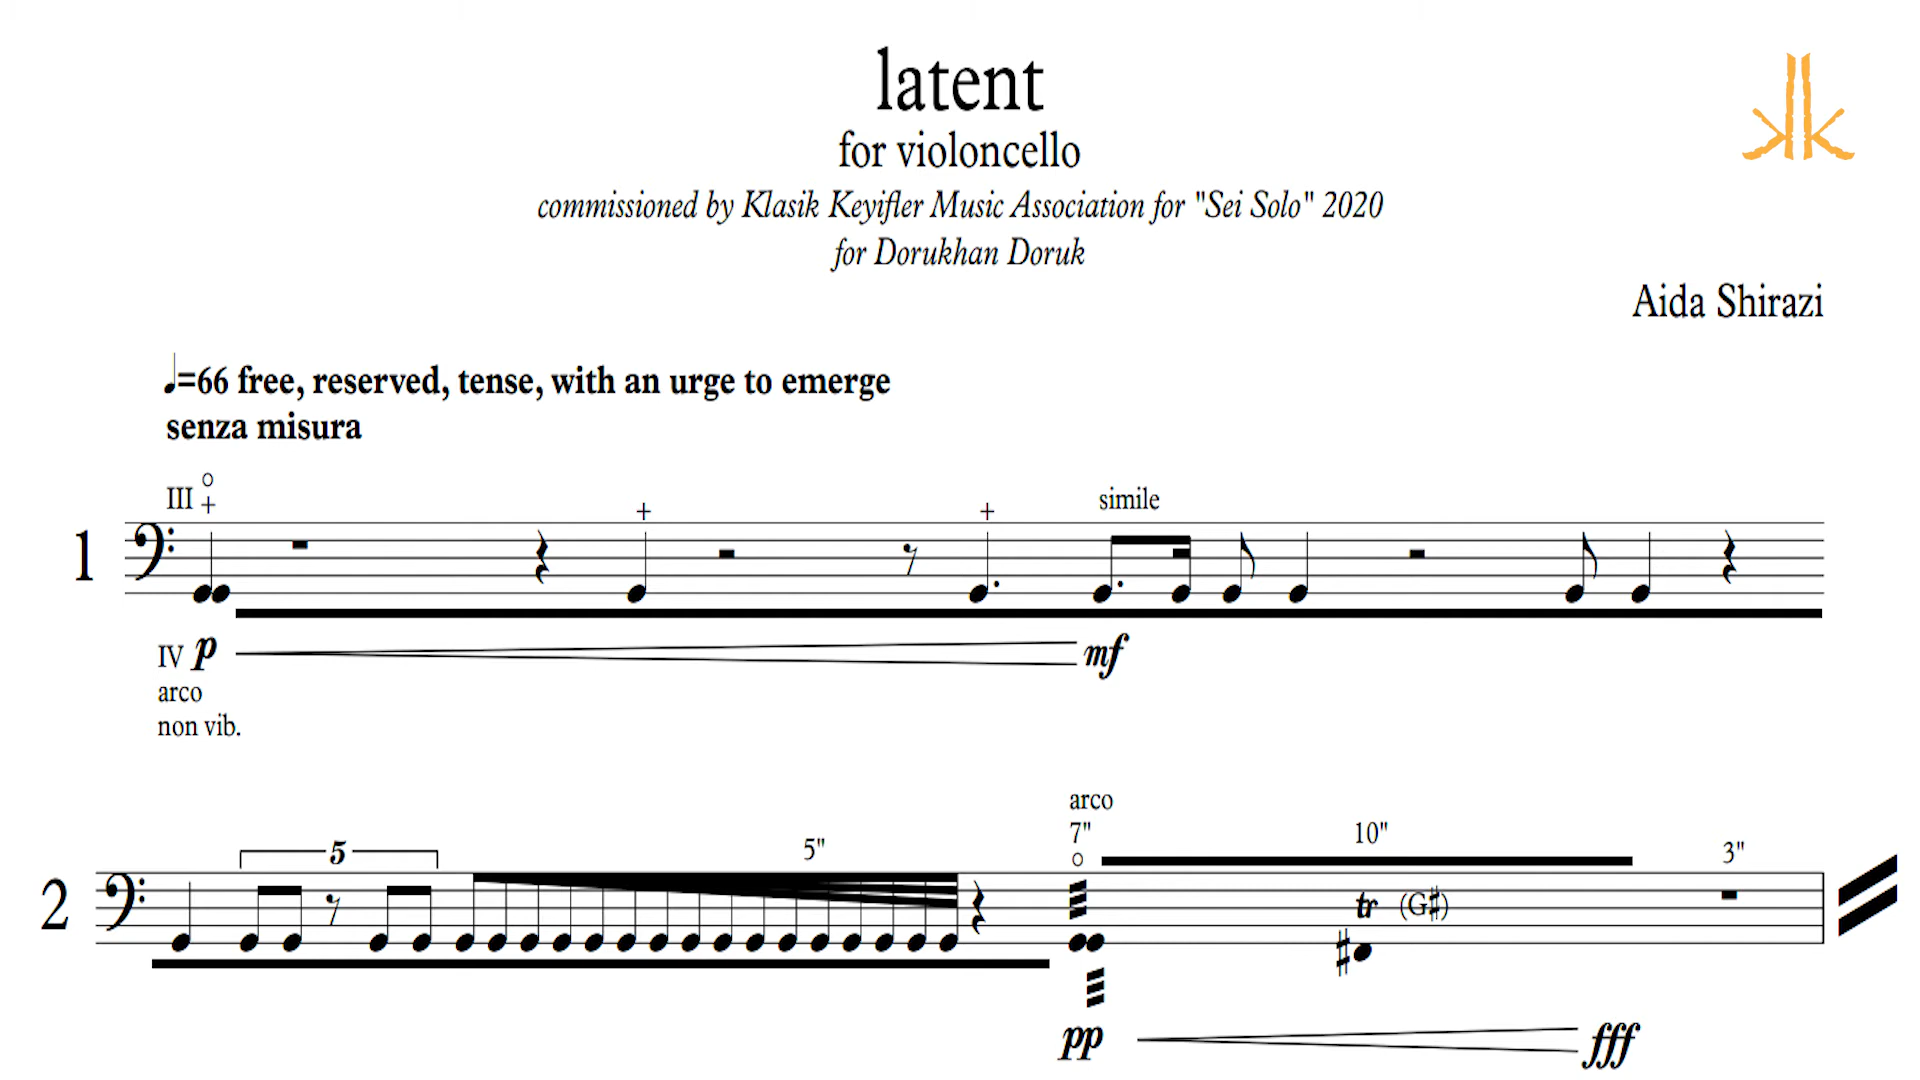 latent
for violoncello
commissioned by Klasik Keyifler Music Association for "Sei Solo" 2020
for Dorukhan Doruk
Aida Shirazi
♩=66 free, reserved, tense, with an urge to emerge
senza misura
III o
+ + + simile
1
IV p mf
arco
non vib.
arco
5 5" 7" 10" 3"
o
2 tr (G♯)
pp fff